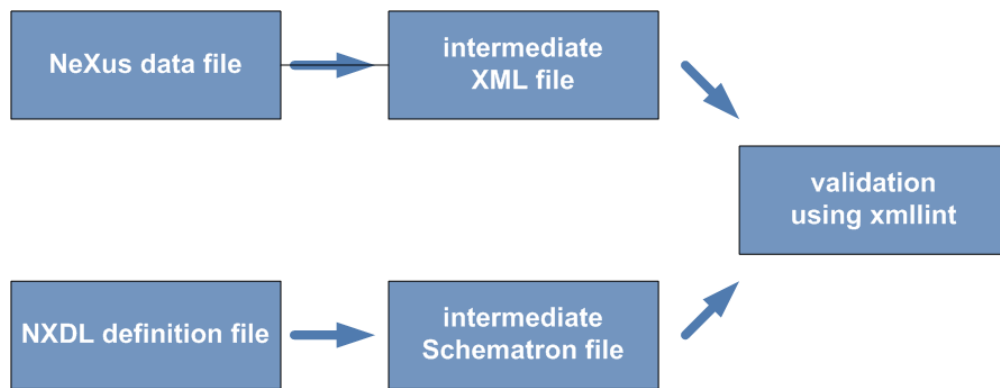 NeXus data file
intermediate
XML file
validation
using xmllint
NXDL definition file
intermediate
Schematron file